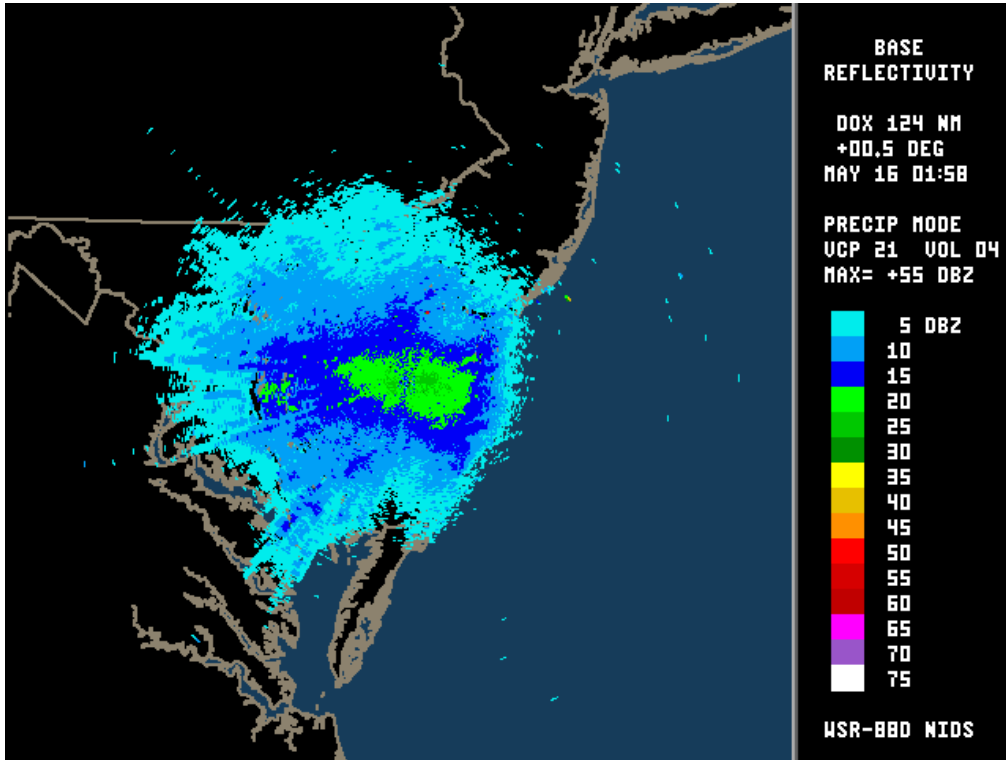 BASE
REFLECTIVITY
DOX 124 NM
+00.5 DEG
MAY 16 01:58
PRECIP MODE
VCP 21 VOL 04
MAX= +55 DBZ
5 DBZ
10
15
20
25
30
35
40
45
50
55
60
65
70
75
WSR-88D NIDS